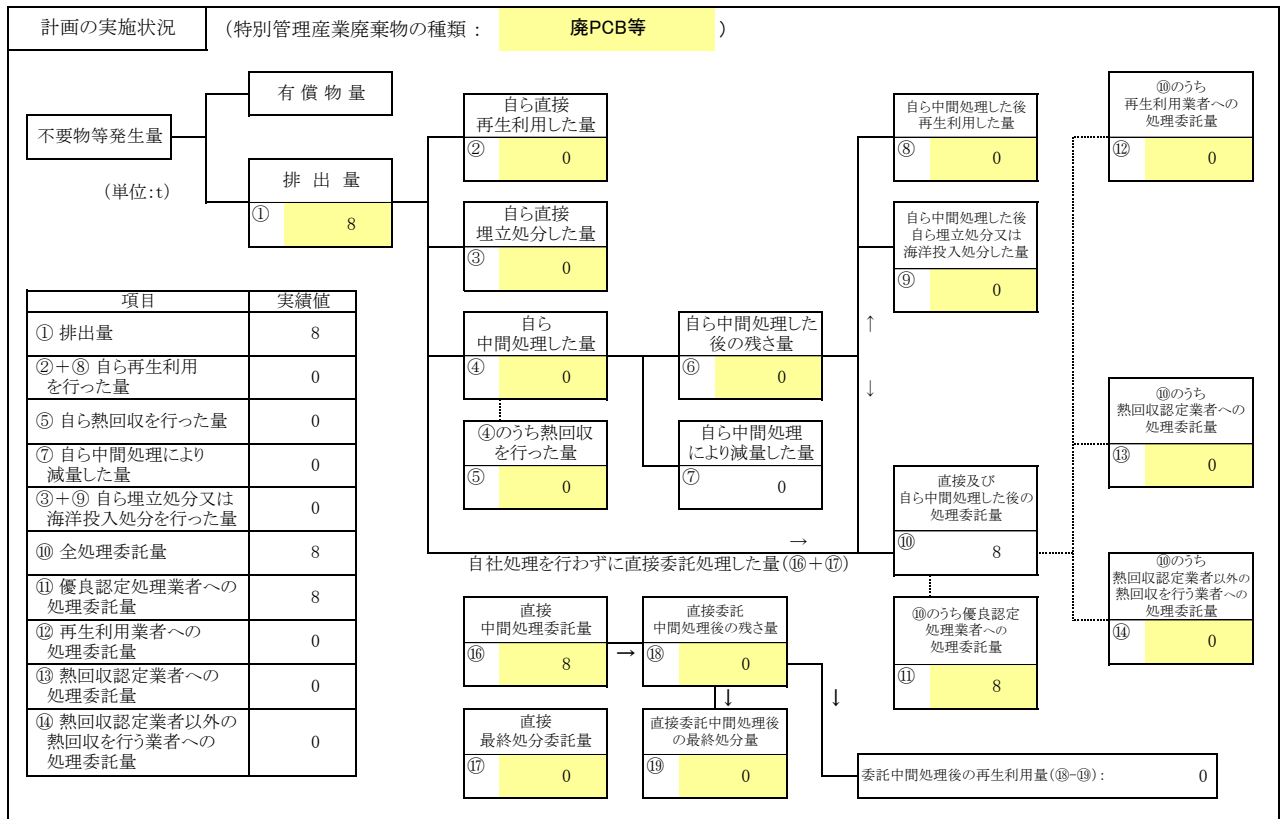 計画の実施状況 (特別管理産業廃棄物の種類： 廃PCB等 )
不要物等発生量
(単位:t)
有 償 物 量
排 出 量
① 8
自ら直接
再生利用した量
② 0
自ら直接
埋立処分した量
③ 0
自ら
中間処理した量
④ 0
④のうち熱回収
を行った量
⑤ 0
自ら中間処理した
後の残さ量
⑥ 0
自ら中間処理
により減量した量
⑦ 0
自ら中間処理した後
再生利用した量
⑧ 0
自ら中間処理した後
自ら埋立処分又は
海洋投入処分した量
⑨ 0
↑
↓
直接及び
自ら中間処理した後の
処理委託量
⑩ 8
⑩のうち優良認定
処理業者への
処理委託量
⑪ 8
⑩のうち
再生利用業者への
処理委託量
⑫ 0
⑩のうち
熱回収認定業者への
処理委託量
⑬ 0
⑩のうち
熱回収認定業者以外の
熱回収を行う業者への
処理委託量
⑭ 0
→
自社処理を行わずに直接委託処理した量(⑯＋⑰)
直接
中間処理委託量
⑯ 8
→
直接委託
中間処理後の残さ量
⑱ 0
↓
↓
直接
最終処分委託量
⑰ 0
直接委託中間処理後
の最終処分量
⑲ 0
委託中間処理後の再生利用量(⑱-⑲)： 0
項目 実績値
① 排出量 8
②＋⑧ 自ら再生利用
を行った量 0
⑤ 自ら熱回収を行った量 0
⑦ 自ら中間処理により
減量した量 0
③＋⑨ 自ら埋立処分又は
海洋投入処分を行った量 0
⑩ 全処理委託量 8
⑪ 優良認定処理業者への
処理委託量 8
⑫ 再生利用業者への
処理委託量 0
⑬ 熱回収認定業者への
処理委託量 0
⑭ 熱回収認定業者以外の
熱回収を行う業者への
処理委託量 0